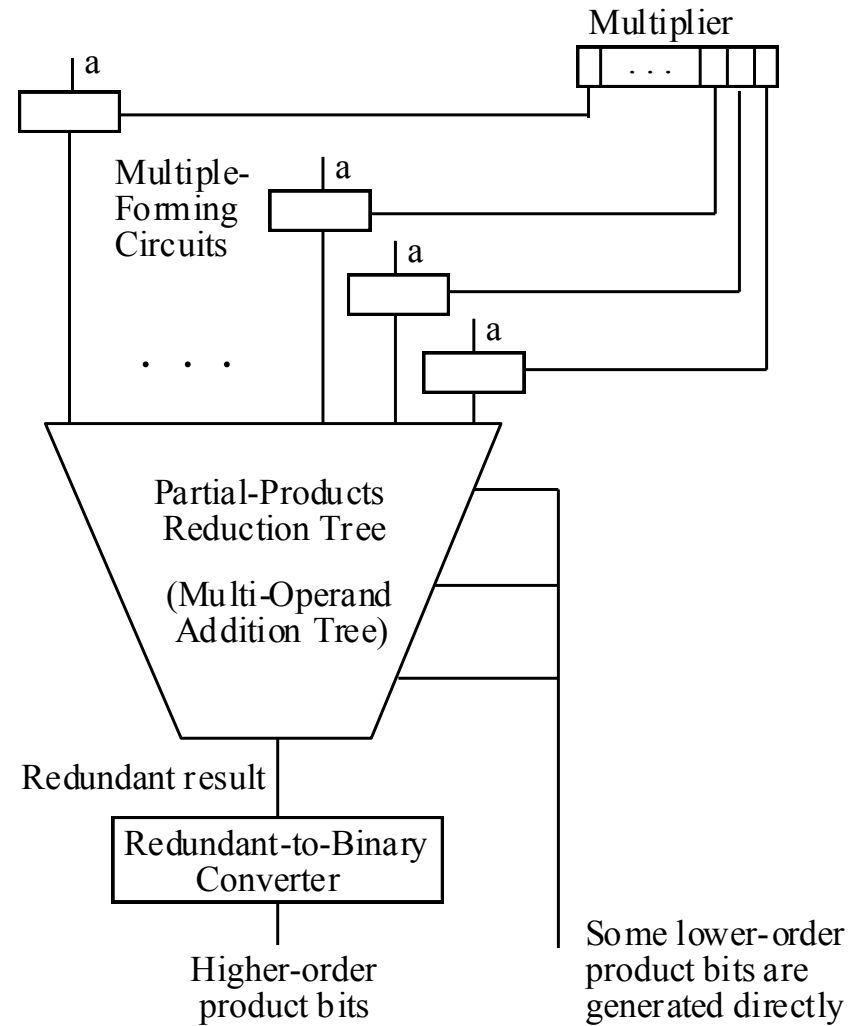 Multiplier
. . .
a
Multiple-
Forming
Circuits
a
a
a
. . .
Partial-Products
Reduction Tree
(Multi-Operand
Addition Tree)
Redundant result
Redundant-to-Binary
Converter
Higher-order
product bits
Some lower-order
product bits are
generated directly